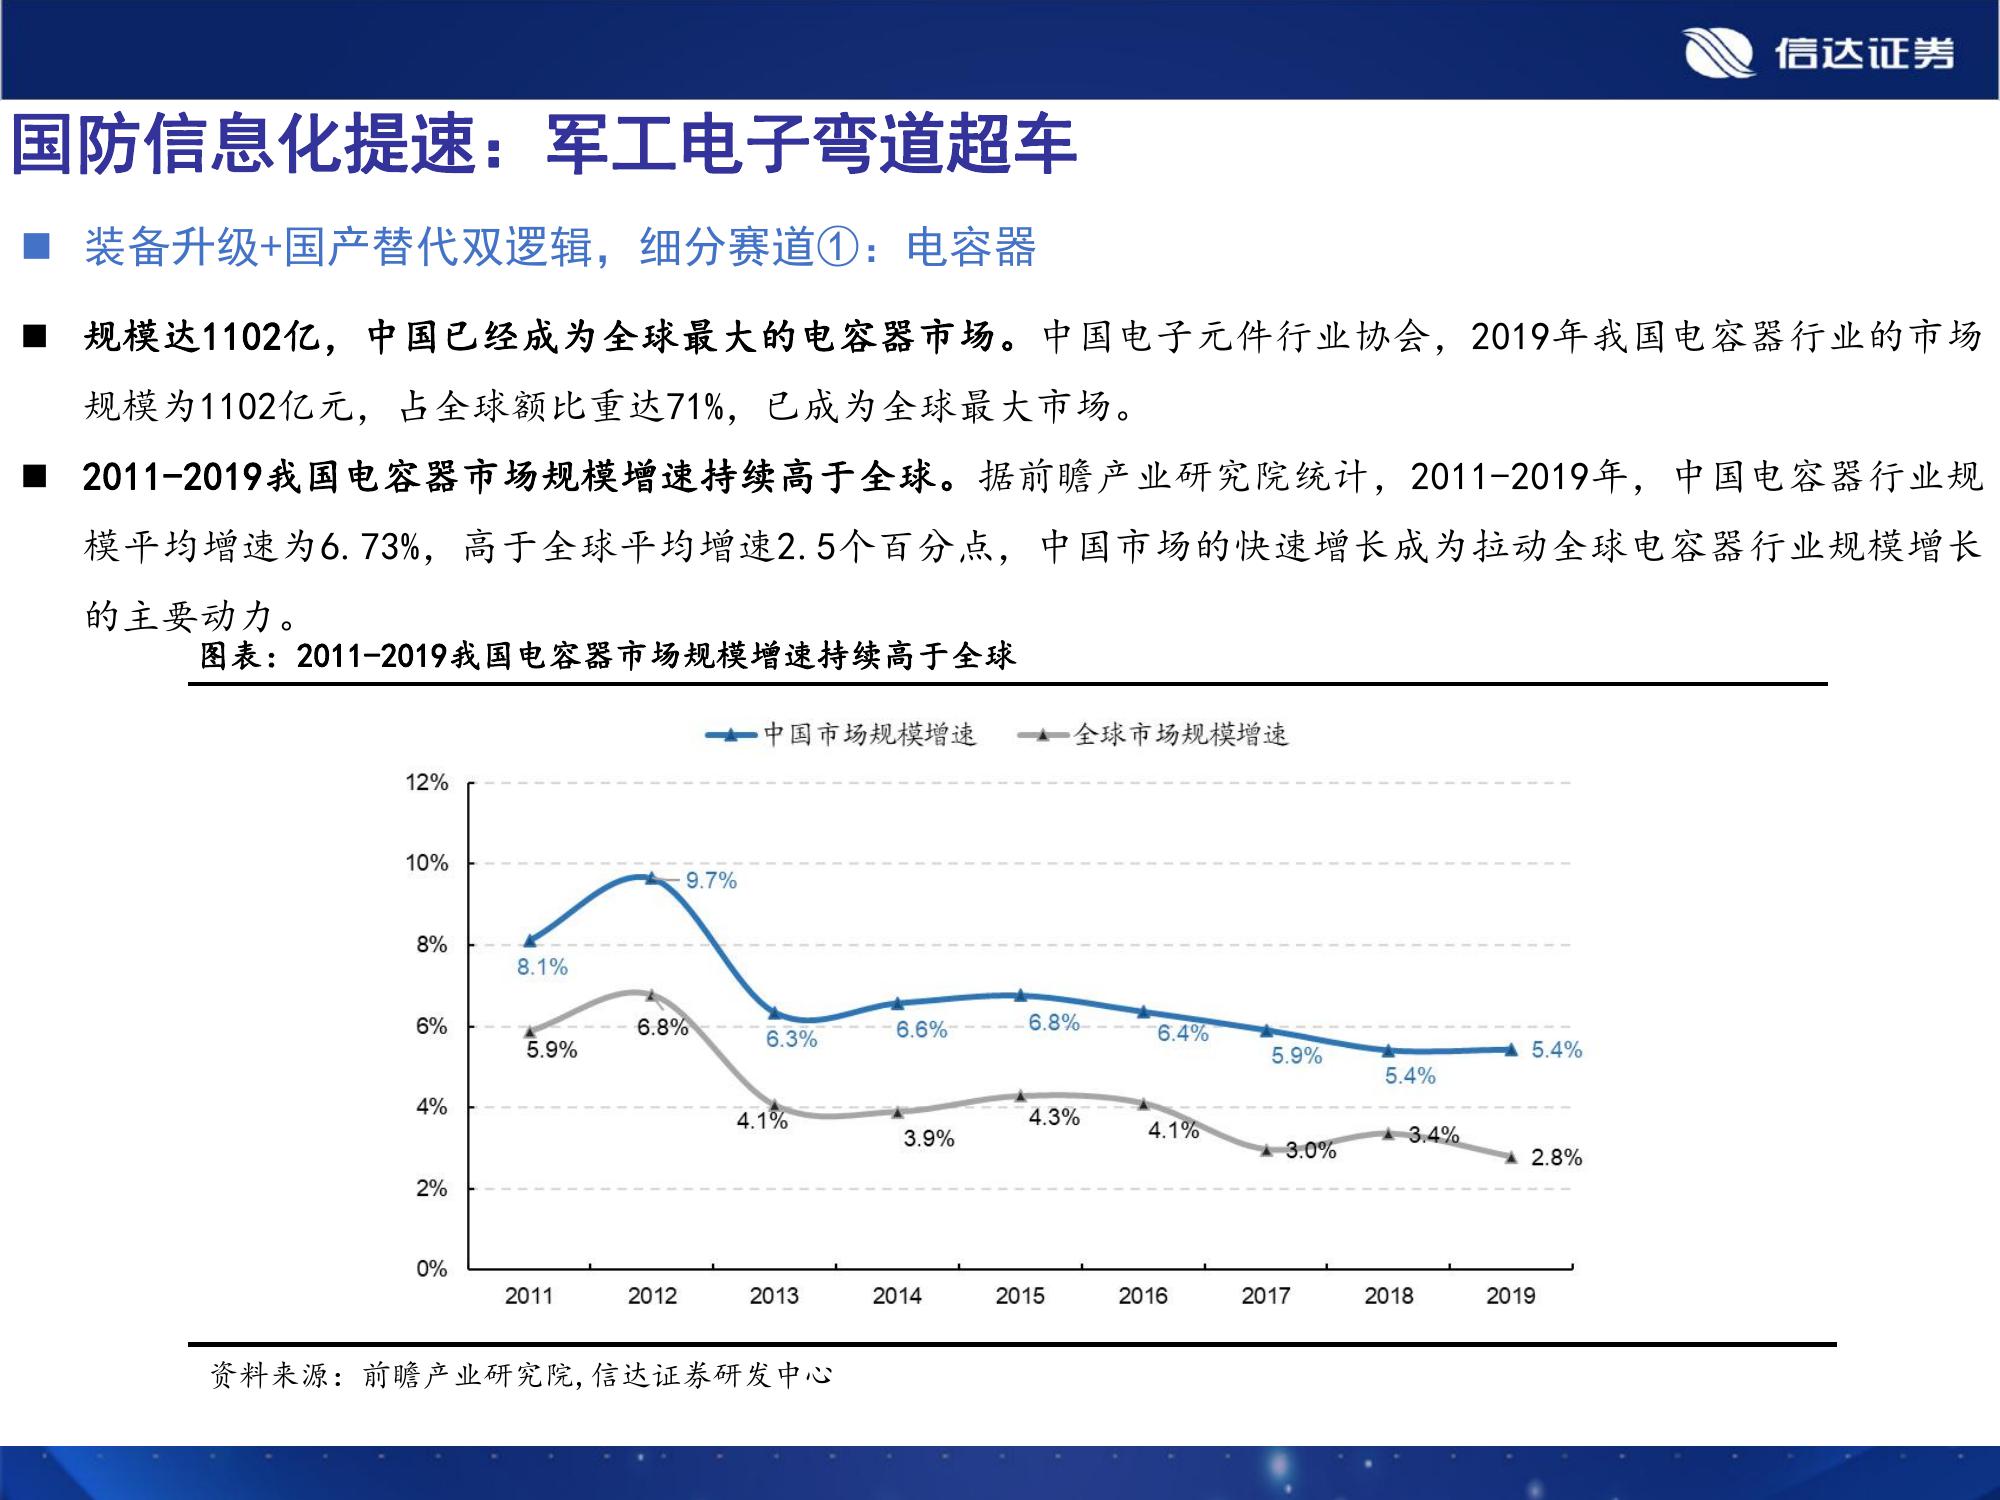 信达证券
国防信息化提速：军工电子弯道超车
■ 装备升级+国产替代双逻辑，细分赛道①：电容器
■ 规模达1102亿，中国已经成为全球最大的电容器市场。中国电子元件行业协会，2019年我国电容器行业的市场
规模为1102亿元，占全球额比重达71%，已成为全球最大市场。
■ 2011-2019我国电容器市场规模增速持续高于全球。据前瞻产业研究院统计，2011-2019年，中国电容器行业规
模平均增速为6.73%，高于全球平均增速2.5个百分点，中国市场的快速增长成为拉动全球电容器行业规模增长
的主要动力。
图表：2011-2019我国电容器市场规模增速持续高于全球
中国市场规模增速 全球市场规模增速
12%
10%
9.7%
8%
8.1%
6%
6.8% 6.3% 6.6% 6.8% 6.4%
5.9% 5.9% 5.4% 5.4%
4%
4.1% 3.9% 4.3% 4.1% 3.0% 3.4% 2.8%
2%
0%
2011 2012 2013 2014 2015 2016 2017 2018 2019
资料来源：前瞻产业研究院,信达证券研发中心